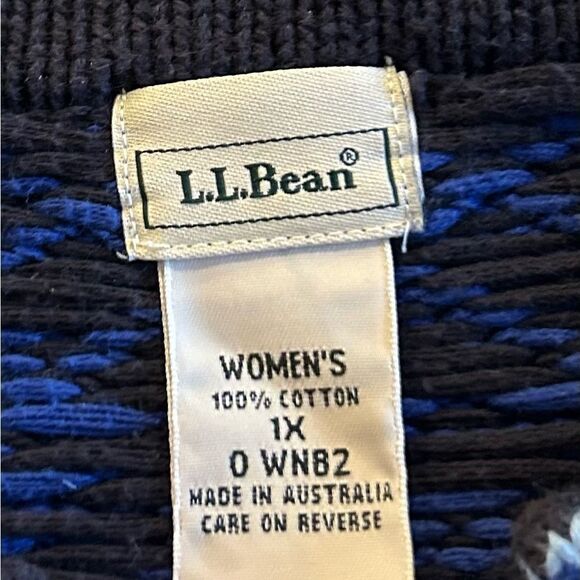 L.L.Bean®
WOMEN'S
100% COTTON
1X
0 WN82
MADE IN AUSTRALIA
CARE ON REVERSE